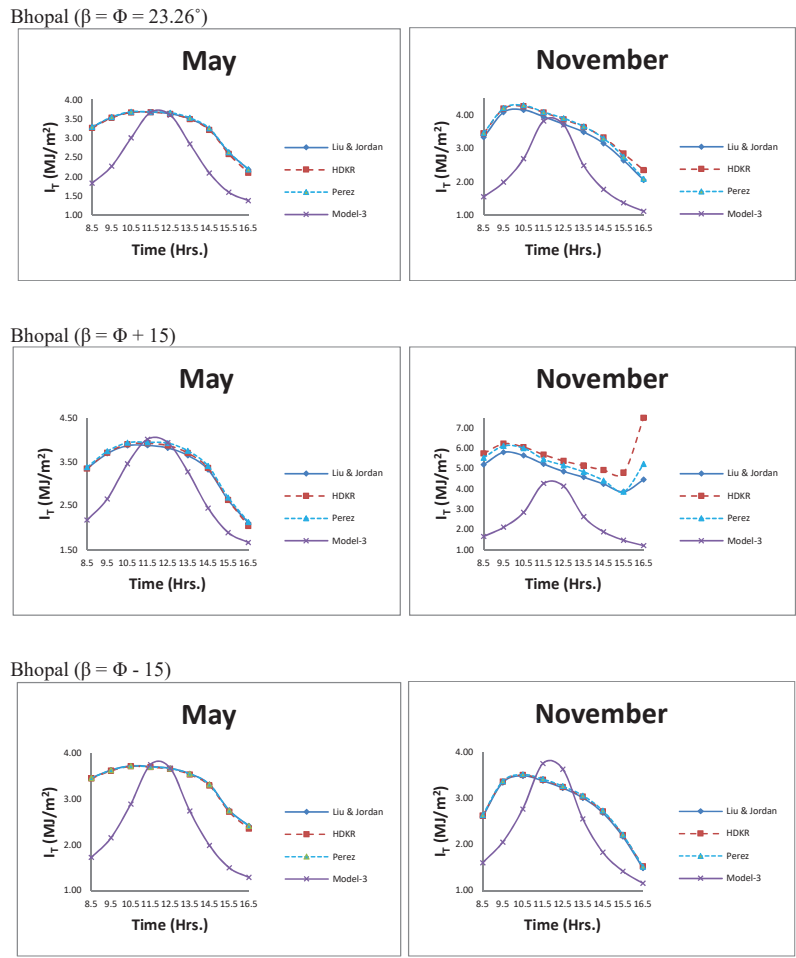 Bhopal (β = Φ = 23.26˚)
May
November
4.00
3.50
3.00
2.50
2.00
1.50
1.00
I_T (MJ/m²)
8.5 9.5 10.5 11.5 12.5 13.5 14.5 15.5 16.5
Time (Hrs.)
Liu & Jordan
HDKR
Perez
Model-3
4.00
3.00
2.00
1.00
I_T (MJ/m²)
8.5 9.5 10.5 11.5 12.5 13.5 14.5 15.5 16.5
Time (Hrs.)
Liu & Jordan
HDKR
Perez
Model-3
Bhopal (β = Φ + 15)
May
November
4.50
3.50
2.50
1.50
I_T (MJ/m²)
8.5 9.5 10.5 11.5 12.5 13.5 14.5 15.5 16.5
Time (Hrs.)
Liu & Jordan
HDKR
Perez
Model-3
7.00
6.00
5.00
4.00
3.00
2.00
1.00
I_T (MJ/m²)
8.5 9.5 10.5 11.5 12.5 13.5 14.5 15.5 16.5
Time (Hrs.)
Liu & Jordan
HDKR
Perez
Model-3
Bhopal (β = Φ - 15)
May
November
4.00
3.00
2.00
1.00
I_T (MJ/m²)
8.5 9.5 10.5 11.5 12.5 13.5 14.5 15.5 16.5
Time (Hrs.)
Liu & Jordan
HDKR
Perez
Model-3
4.00
3.00
2.00
1.00
I_T (MJ/m²)
8.5 9.5 10.5 11.5 12.5 13.5 14.5 15.5 16.5
Time (Hrs.)
Liu & Jordan
HDKR
Perez
Model-3